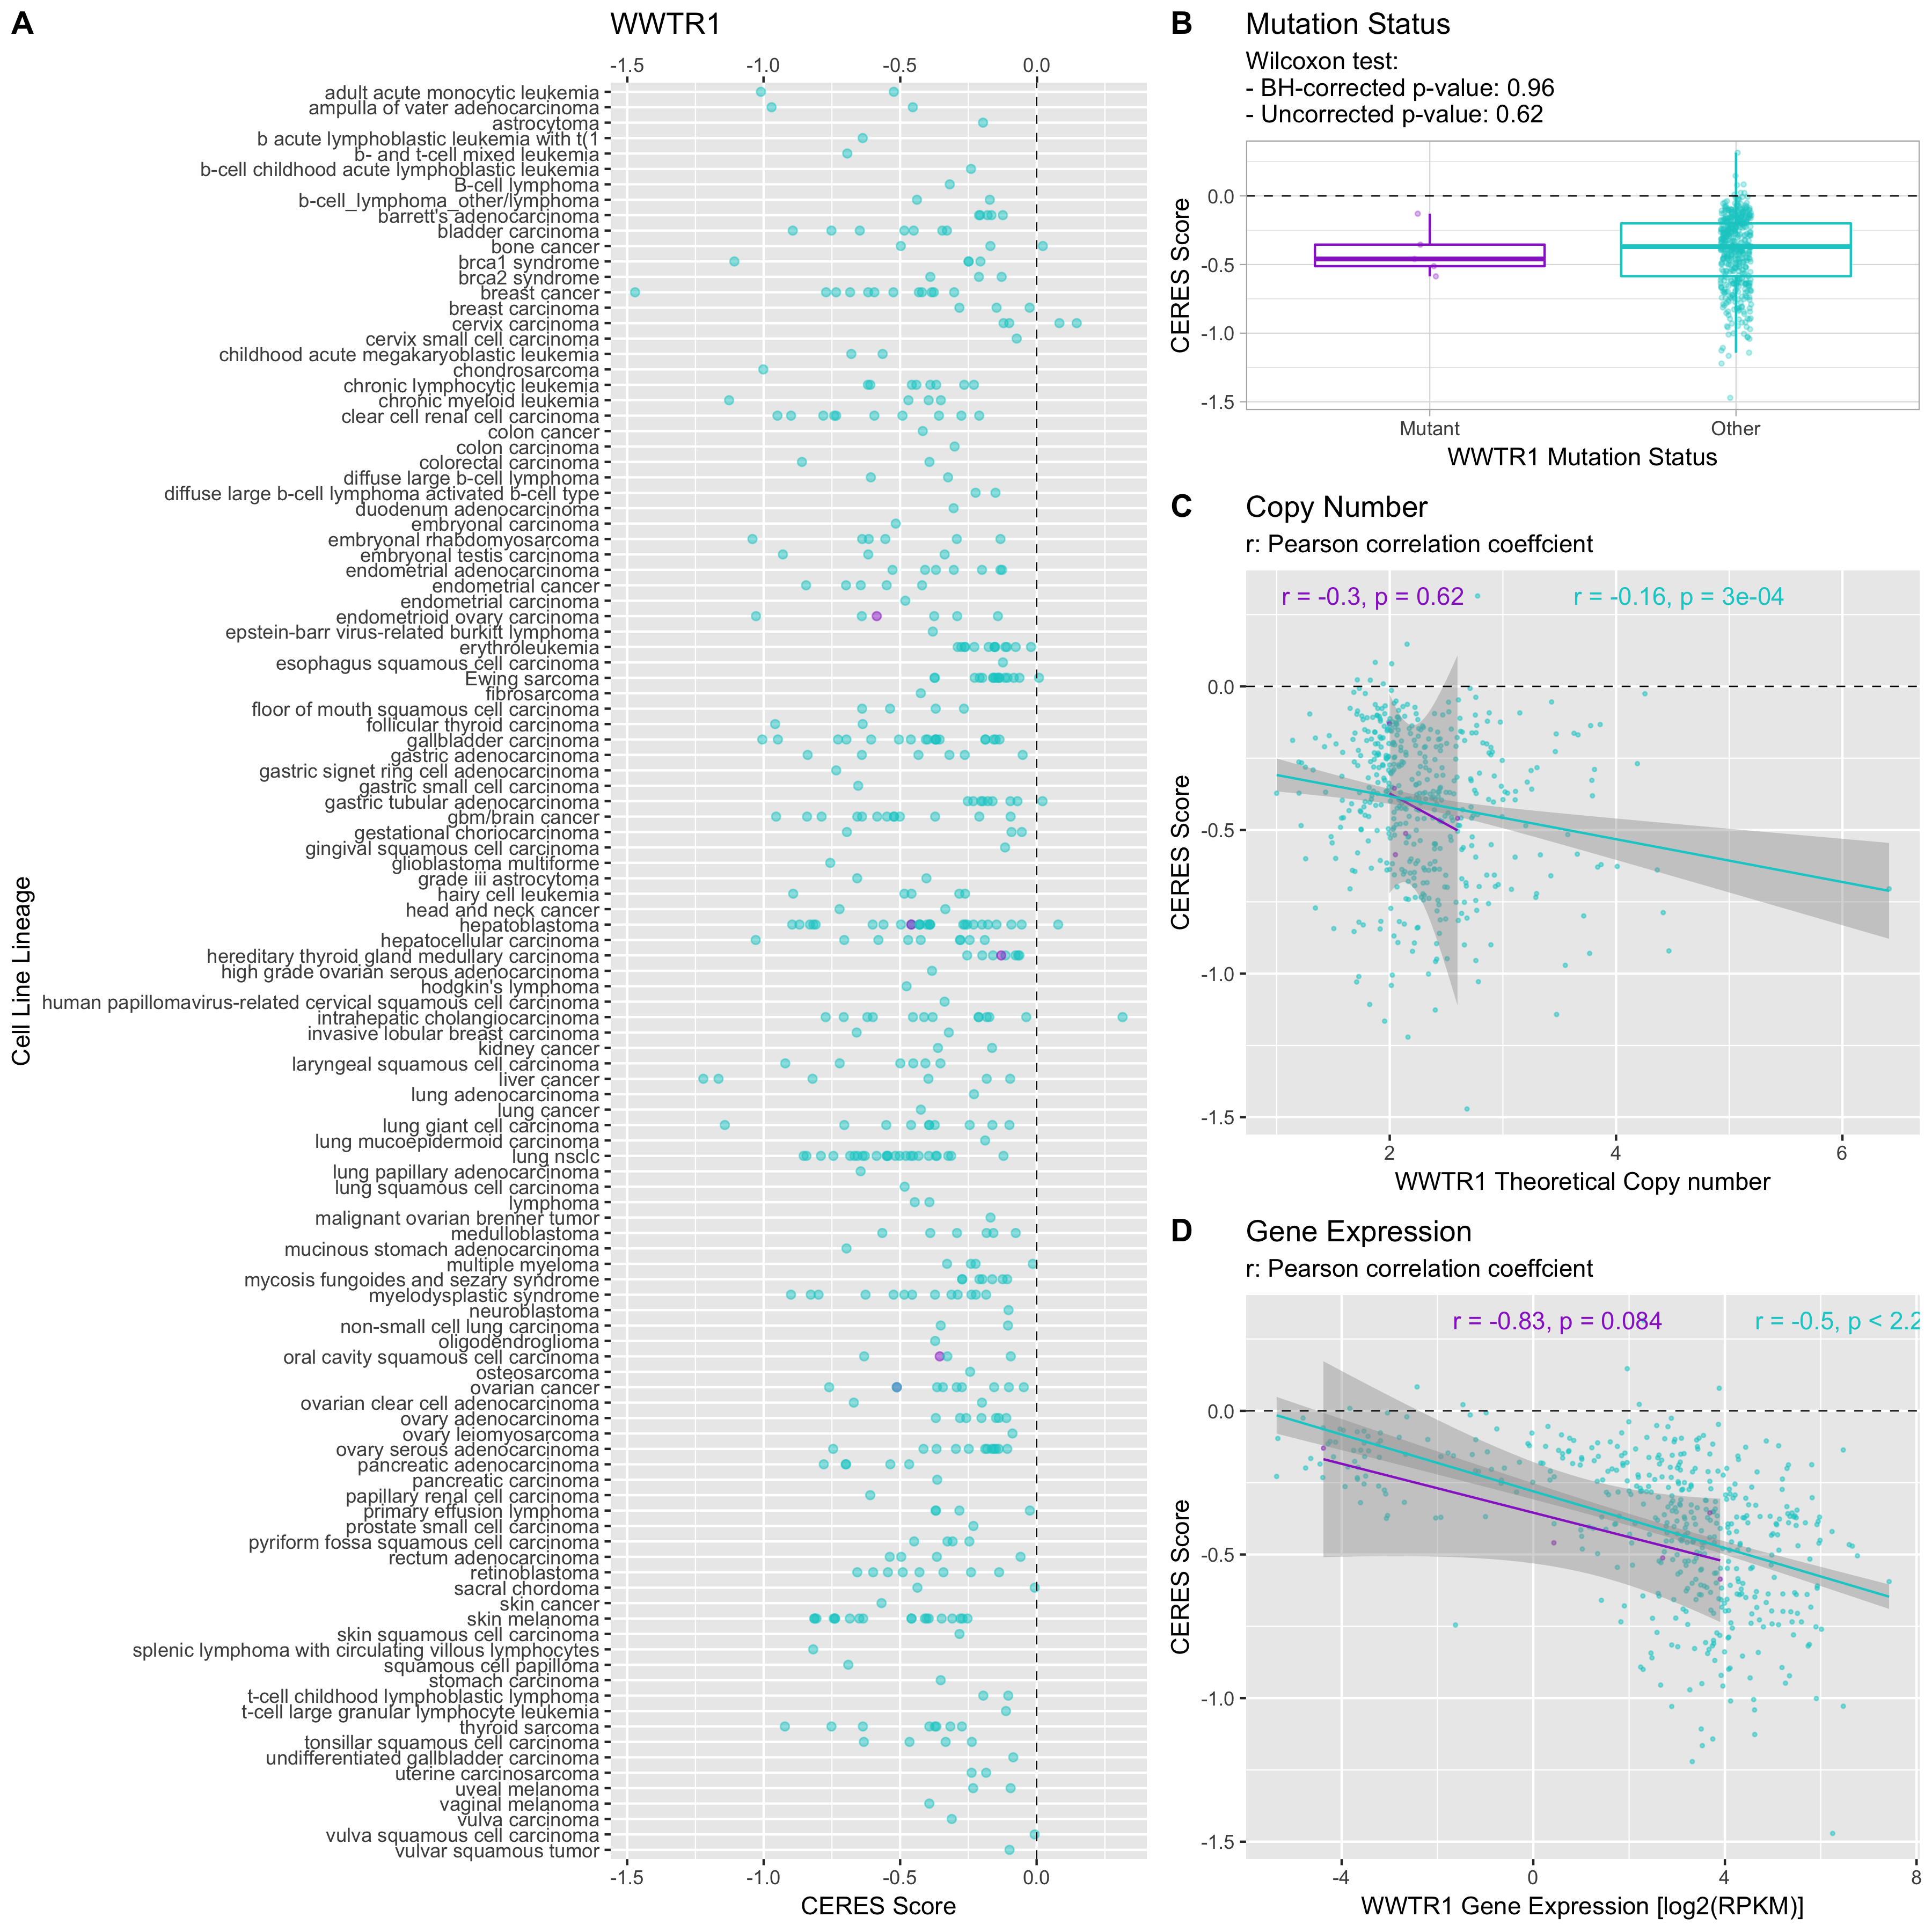 A
WWTR1
-1.5 -1.0 -0.5 0.0
Cell Line Lineage
adult acute monocytic leukemia
ampulla of vater adenocarcinoma
astrocytoma
b acute lymphoblastic leukemia with t(1
b- and t-cell mixed leukemia
b-cell childhood acute lymphoblastic leukemia
B-cell lymphoma
b-cell_lymphoma_other/lymphoma
barrett's adenocarcinoma
bladder carcinoma
bone cancer
brca1 syndrome
brca2 syndrome
breast cancer
breast carcinoma
cervix carcinoma
cervix small cell carcinoma
childhood acute megakaryoblastic leukemia
chondrosarcoma
chronic lymphocytic leukemia
chronic myeloid leukemia
clear cell renal cell carcinoma
colon cancer
colon carcinoma
colorectal carcinoma
diffuse large b-cell lymphoma
diffuse large b-cell lymphoma activated b-cell type
duodenum adenocarcinoma
embryonal carcinoma
embryonal rhabdomyosarcoma
embryonal testis carcinoma
endometrial adenocarcinoma
endometrial cancer
endometrial carcinoma
endometrioid ovary carcinoma
epstein-barr virus-related burkitt lymphoma
erythroleukemia
esophagus squamous cell carcinoma
Ewing sarcoma
fibrosarcoma
floor of mouth squamous cell carcinoma
follicular thyroid carcinoma
gallbladder carcinoma
gastric adenocarcinoma
gastric signet ring cell adenocarcinoma
gastric small cell carcinoma
gastric tubular adenocarcinoma
gbm/brain cancer
gestational choriocarcinoma
gingival squamous cell carcinoma
glioblastoma multiforme
grade iii astrocytoma
hairy cell leukemia
head and neck cancer
hepatoblastoma
hepatocellular carcinoma
hereditary thyroid gland medullary carcinoma
high grade ovarian serous adenocarcinoma
hodgkin's lymphoma
human papillomavirus-related cervical squamous cell carcinoma
intrahepatic cholangiocarcinoma
invasive lobular breast carcinoma
kidney cancer
laryngeal squamous cell carcinoma
liver cancer
lung adenocarcinoma
lung cancer
lung giant cell carcinoma
lung mucoepidermoid carcinoma
lung nsclc
lung papillary adenocarcinoma
lung squamous cell carcinoma
lymphoma
malignant ovarian brenner tumor
medulloblastoma
mucinous stomach adenocarcinoma
multiple myeloma
mycosis fungoides and sezary syndrome
myelodysplastic syndrome
neuroblastoma
non-small cell lung carcinoma
oligodendroglioma
oral cavity squamous cell carcinoma
osteosarcoma
ovarian cancer
ovarian clear cell adenocarcinoma
ovary adenocarcinoma
ovary leiomyosarcoma
ovary serous adenocarcinoma
pancreatic adenocarcinoma
pancreatic carcinoma
papillary renal cell carcinoma
primary effusion lymphoma
prostate small cell carcinoma
pyriform fossa squamous cell carcinoma
rectum adenocarcinoma
retinoblastoma
sacral chordoma
skin cancer
skin melanoma
skin squamous cell carcinoma
splenic lymphoma with circulating villous lymphocytes
squamous cell papilloma
stomach carcinoma
t-cell childhood lymphoblastic lymphoma
t-cell large granular lymphocyte leukemia
thyroid sarcoma
tonsillar squamous cell carcinoma
undifferentiated gallbladder carcinoma
uterine carcinosarcoma
uveal melanoma
vaginal melanoma
vulva carcinoma
vulva squamous cell carcinoma
vulvar squamous tumor
-1.5 -1.0 -0.5 0.0
CERES Score
B
Mutation Status
Wilcoxon test:
- BH-corrected p-value: 0.96
- Uncorrected p-value: 0.62
CERES Score
0.0
-0.5
-1.0
-1.5
Mutant Other
WWTR1 Mutation Status
C
Copy Number
r: Pearson correlation coeffcient
r = -0.3, p = 0.62 r = -0.16, p = 3e-04
CERES Score
0.0
-0.5
-1.0
-1.5
2 4 6
WWTR1 Theoretical Copy number
D
Gene Expression
r: Pearson correlation coeffcient
r = -0.83, p = 0.084 r = -0.5, p < 2.2
CERES Score
0.0
-0.5
-1.0
-1.5
-4 0 4 8
WWTR1 Gene Expression [log2(RPKM)]